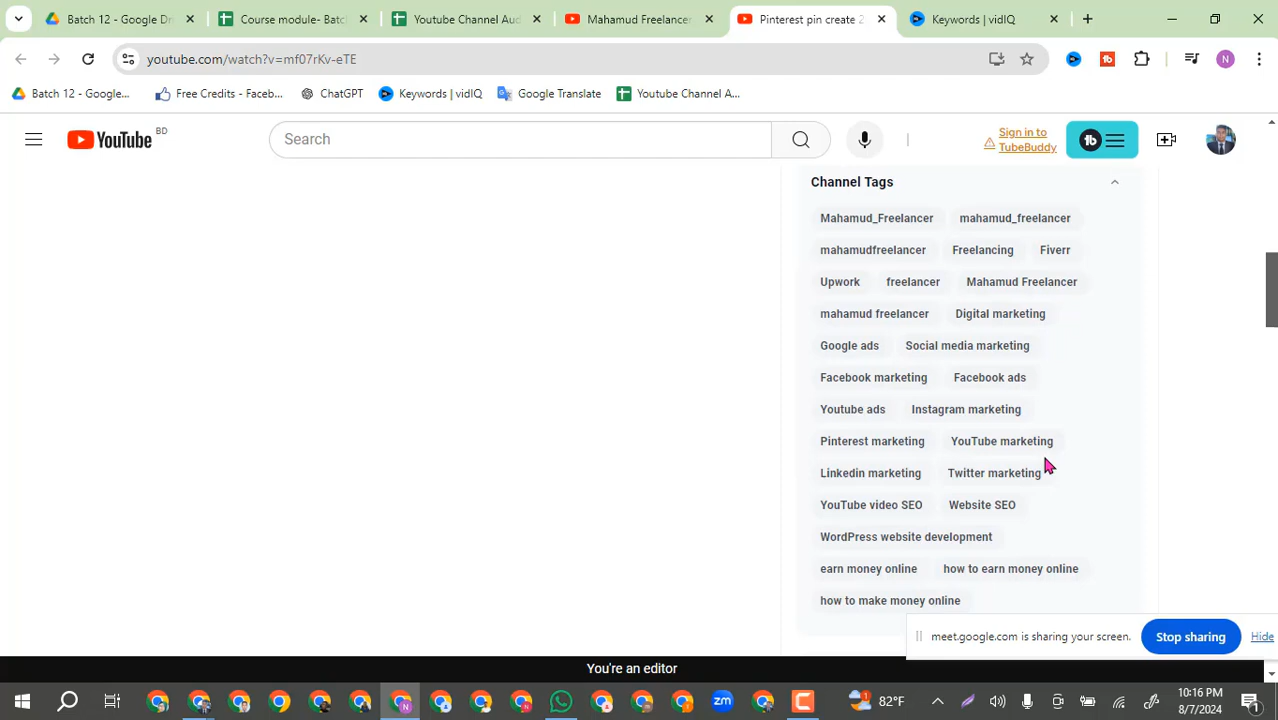 Batch 12 - Google Dr
Course module- Batc
Youtube Channel Aud
Mahamud Freelancer
Pinterest pin create 2
Keywords | vidIQ
youtube.com/watch?v=mf07rKv-eTE
Batch 12 - Google...
Free Credits - Faceb...
ChatGPT
Keywords | vidIQ
Google Translate
Youtube Channel A...
N
YouTube BD
Search
Sign in to
TubeBuddy
Channel Tags
Mahamud_Freelancer mahamud_freelancer
mahamudfreelancer Freelancing Fiverr
Upwork freelancer Mahamud Freelancer
mahamud freelancer Digital marketing
Google ads Social media marketing
Facebook marketing Facebook ads
Youtube ads Instagram marketing
Pinterest marketing YouTube marketing
Linkedin marketing Twitter marketing
YouTube video SEO Website SEO
WordPress website development
earn money online how to earn money online
how to make money online
meet.google.com is sharing your screen. Stop sharing Hide
You're an editor
82°F
10:16 PM
8/7/2024